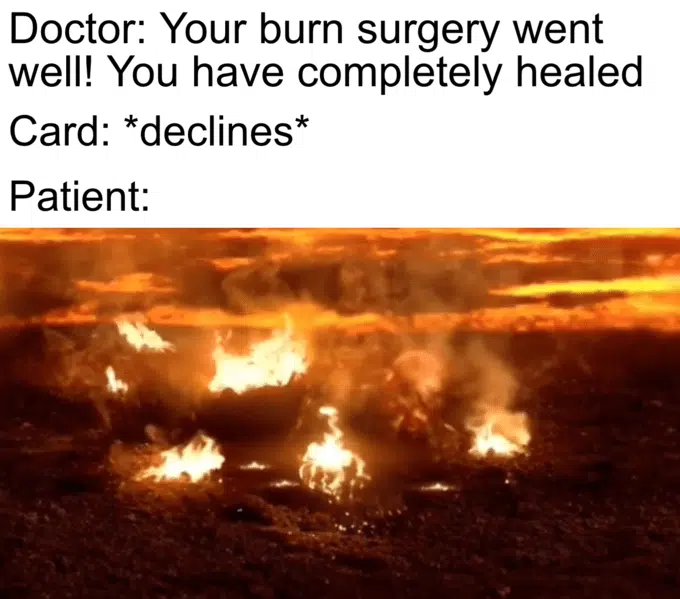 Doctor: Your burn surgery went
well! You have completely healed
Card: *declines*
Patient: